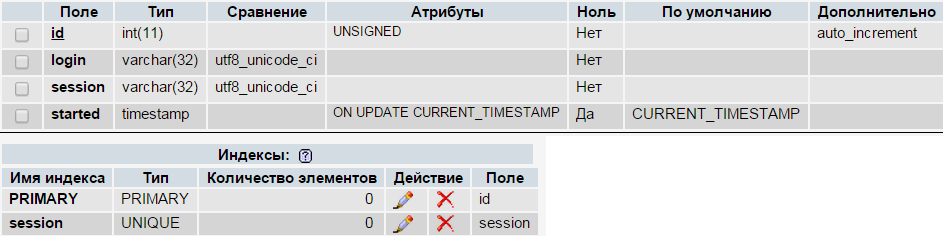 Поле Тип Сравнение Атрибуты Ноль По умолчанию Дополнительно
id int(11) UNSIGNED Нет auto_increment
login varchar(32) utf8_unicode_ci Нет
session varchar(32) utf8_unicode_ci Нет
started timestamp ON UPDATE CURRENT_TIMESTAMP Да CURRENT_TIMESTAMP
Индексы: ?
Имя индекса Тип Количество элементов Действие Поле
PRIMARY PRIMARY 0 id
session UNIQUE 0 session